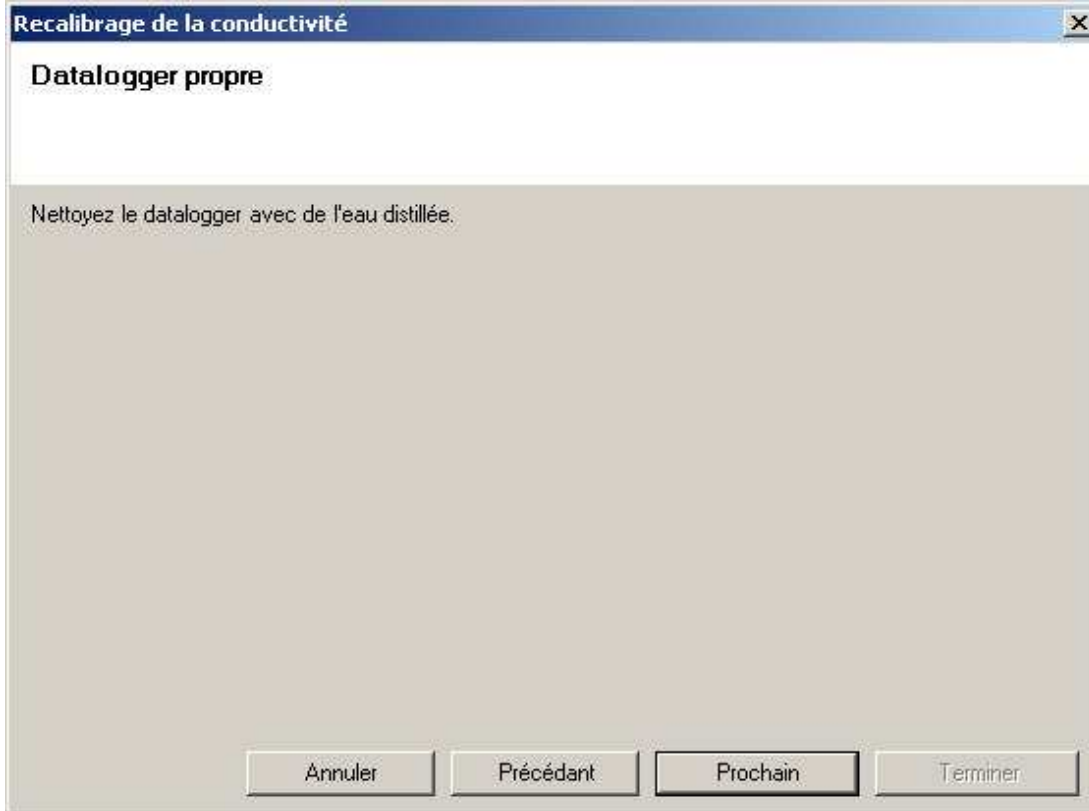 Recalibrage de la conductivité
Datalogger propre
Nettoyez le datalogger avec de l'eau distillée.
Annuler
Précédant
Prochain
Terminer